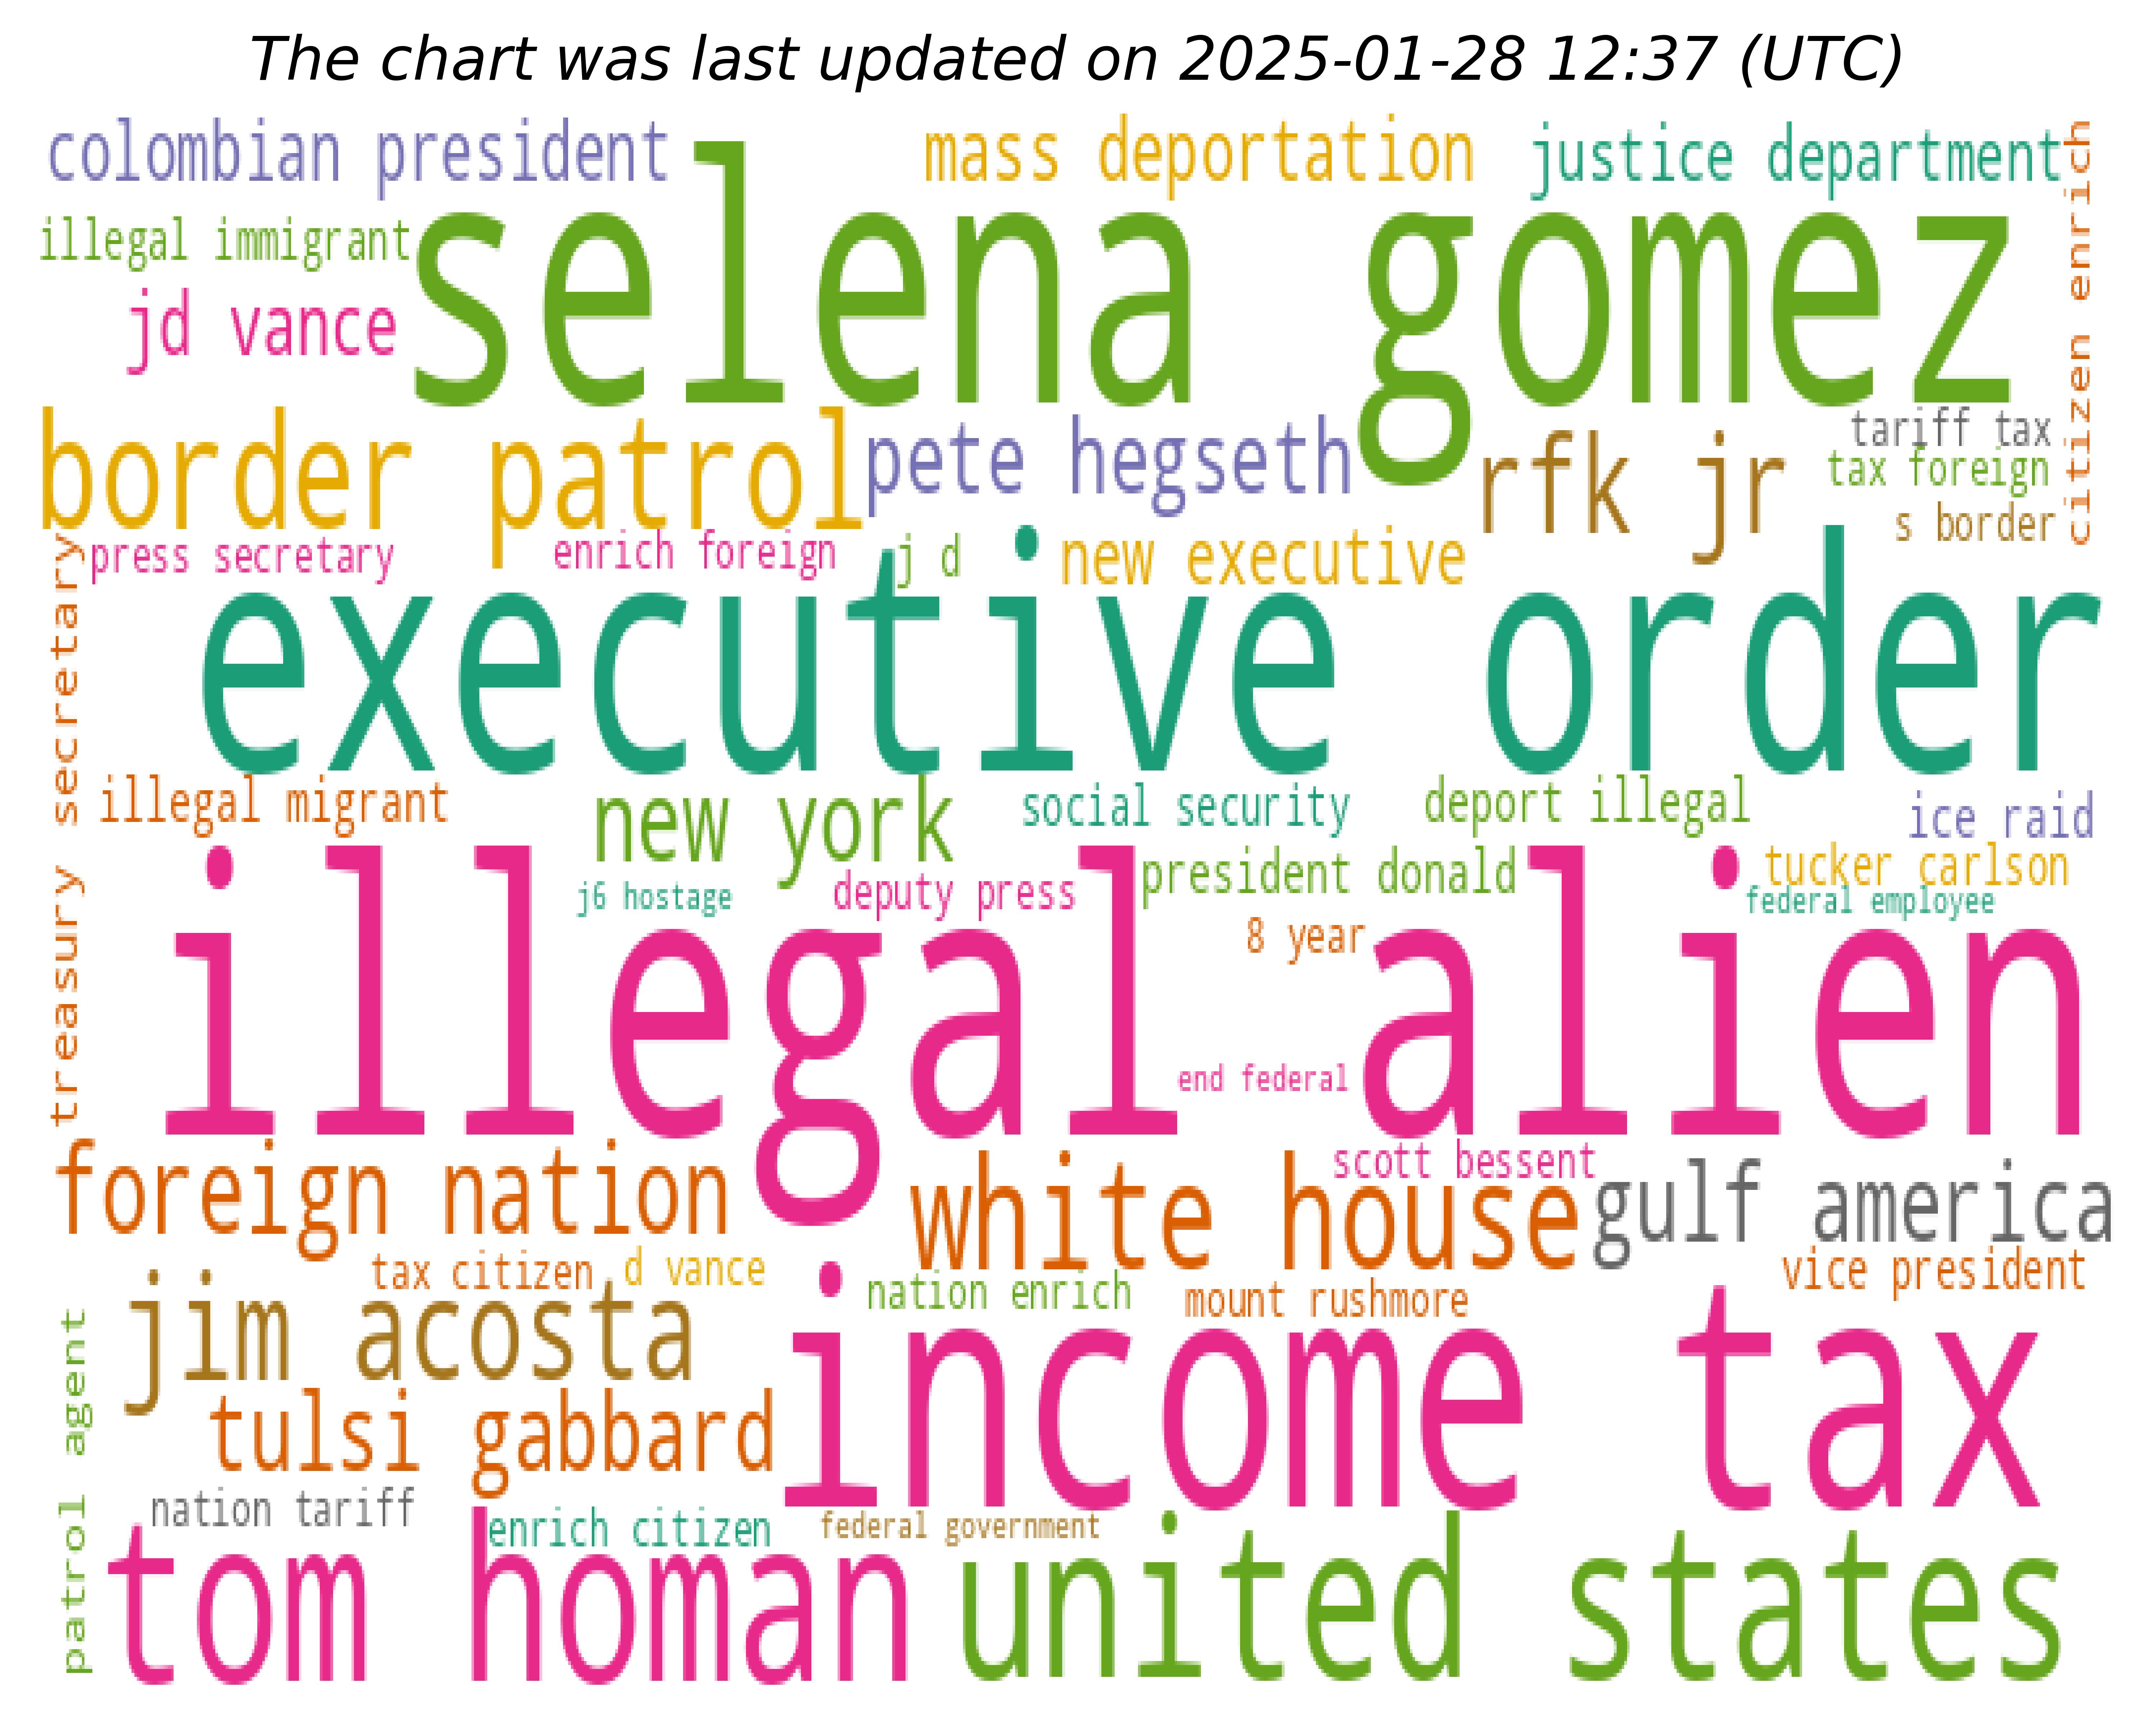 The chart was last updated on 2025-01-28 12:37 (UTC)
colombian president
mass deportation
justice department
citizen enrich
illegal immigrant
selena gomez
jd vance
border patrol
pete hegseth
rfk jr
tariff tax
tax foreign
s border
press secretary
enrich foreign
j d
new executive
treasury secretary
executive order
illegal migrant
new york
social security
deport illegal
ice raid
j6 hostage
deputy press
president donald
tucker carlson
federal employee
8 year
illegal alien
end federal
foreign nation
white house
scott bessent
gulf america
tax citizen
d vance
nation enrich
mount rushmore
vice president
jim acosta
income tax
patrol agent
tulsi gabbard
nation tariff
enrich citizen
federal government
tom homan
united states